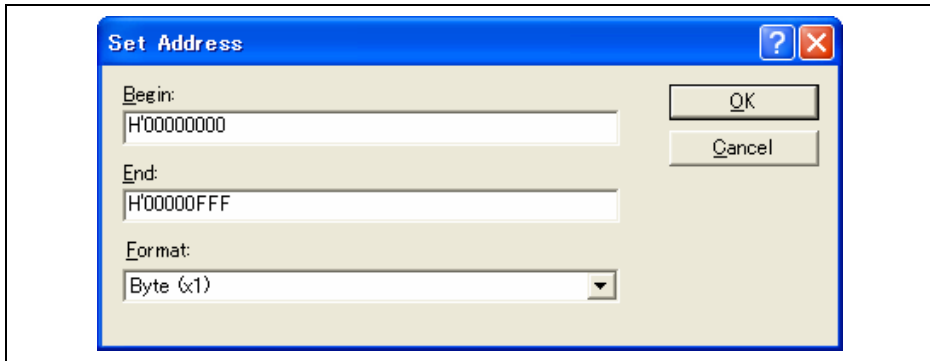 Set Address
Begin:
H'00000000
OK
Cancel
End:
H'00000FFF
Format:
Byte (x1)